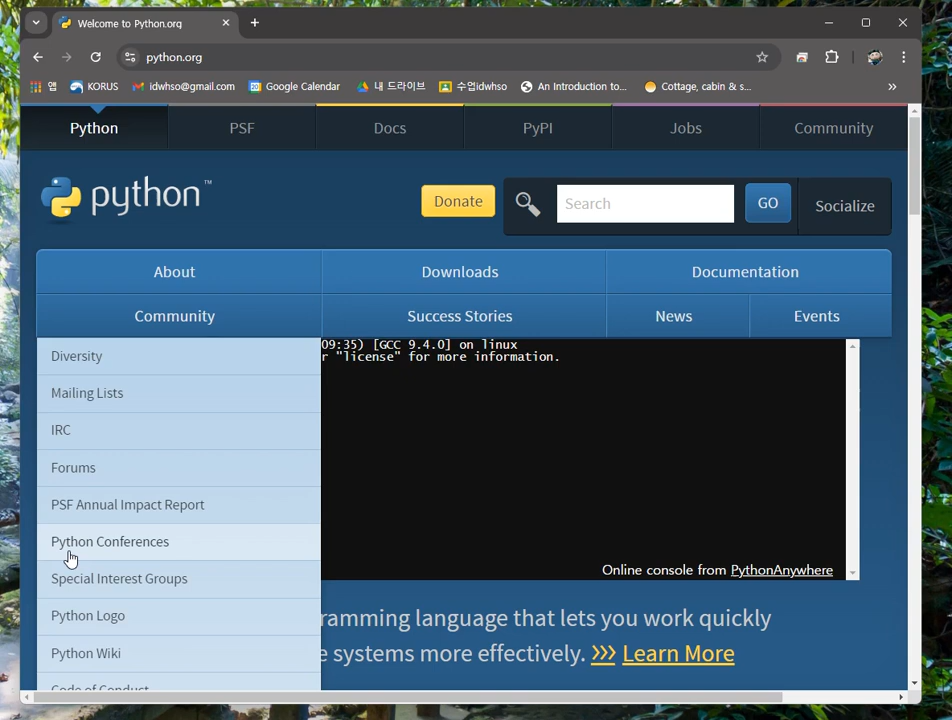 Welcome to Python.org
python.org
앱
KORUS
idwhso@gmail.com
Google Calendar
내 드라이브
수업idwhso
An Introduction to...
Cottage, cabin & s...
»
Python
PSF
Docs
PyPI
Jobs
Community
python™
Donate
Search
GO
Socialize
About
Downloads
Documentation
Community
Success Stories
News
Events
Diversity
Mailing Lists
IRC
Forums
PSF Annual Impact Report
Python Conferences
Special Interest Groups
Python Logo
Python Wiki
Code of Conduct
09:35) [GCC 9.4.0] on linux
r "license" for more information.
Online console from PythonAnywhere
ramming language that lets you work quickly
e systems more effectively. >>> Learn More